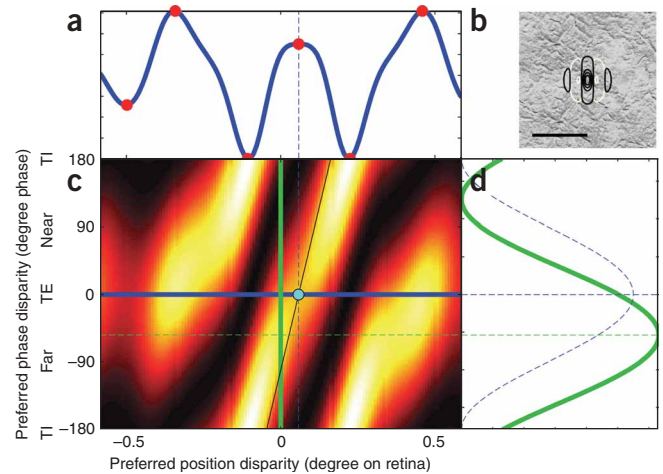 a
b
c
d
Preferred phase disparity (degree phase)
TI
Near
TE
Far
TI
180
90
0
−90
−180
−0.5
0
0.5
Preferred position disparity (degree on retina)